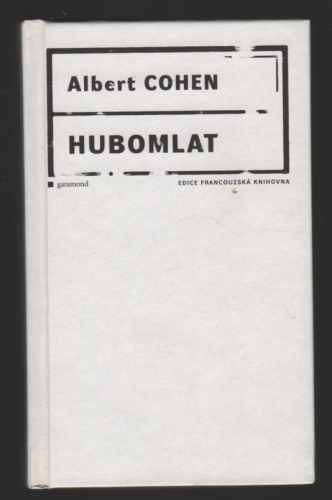 Albert COHEN
HUBOMLAT
garamond EDICE FRANCOUZSKÁ KNIHOVNA